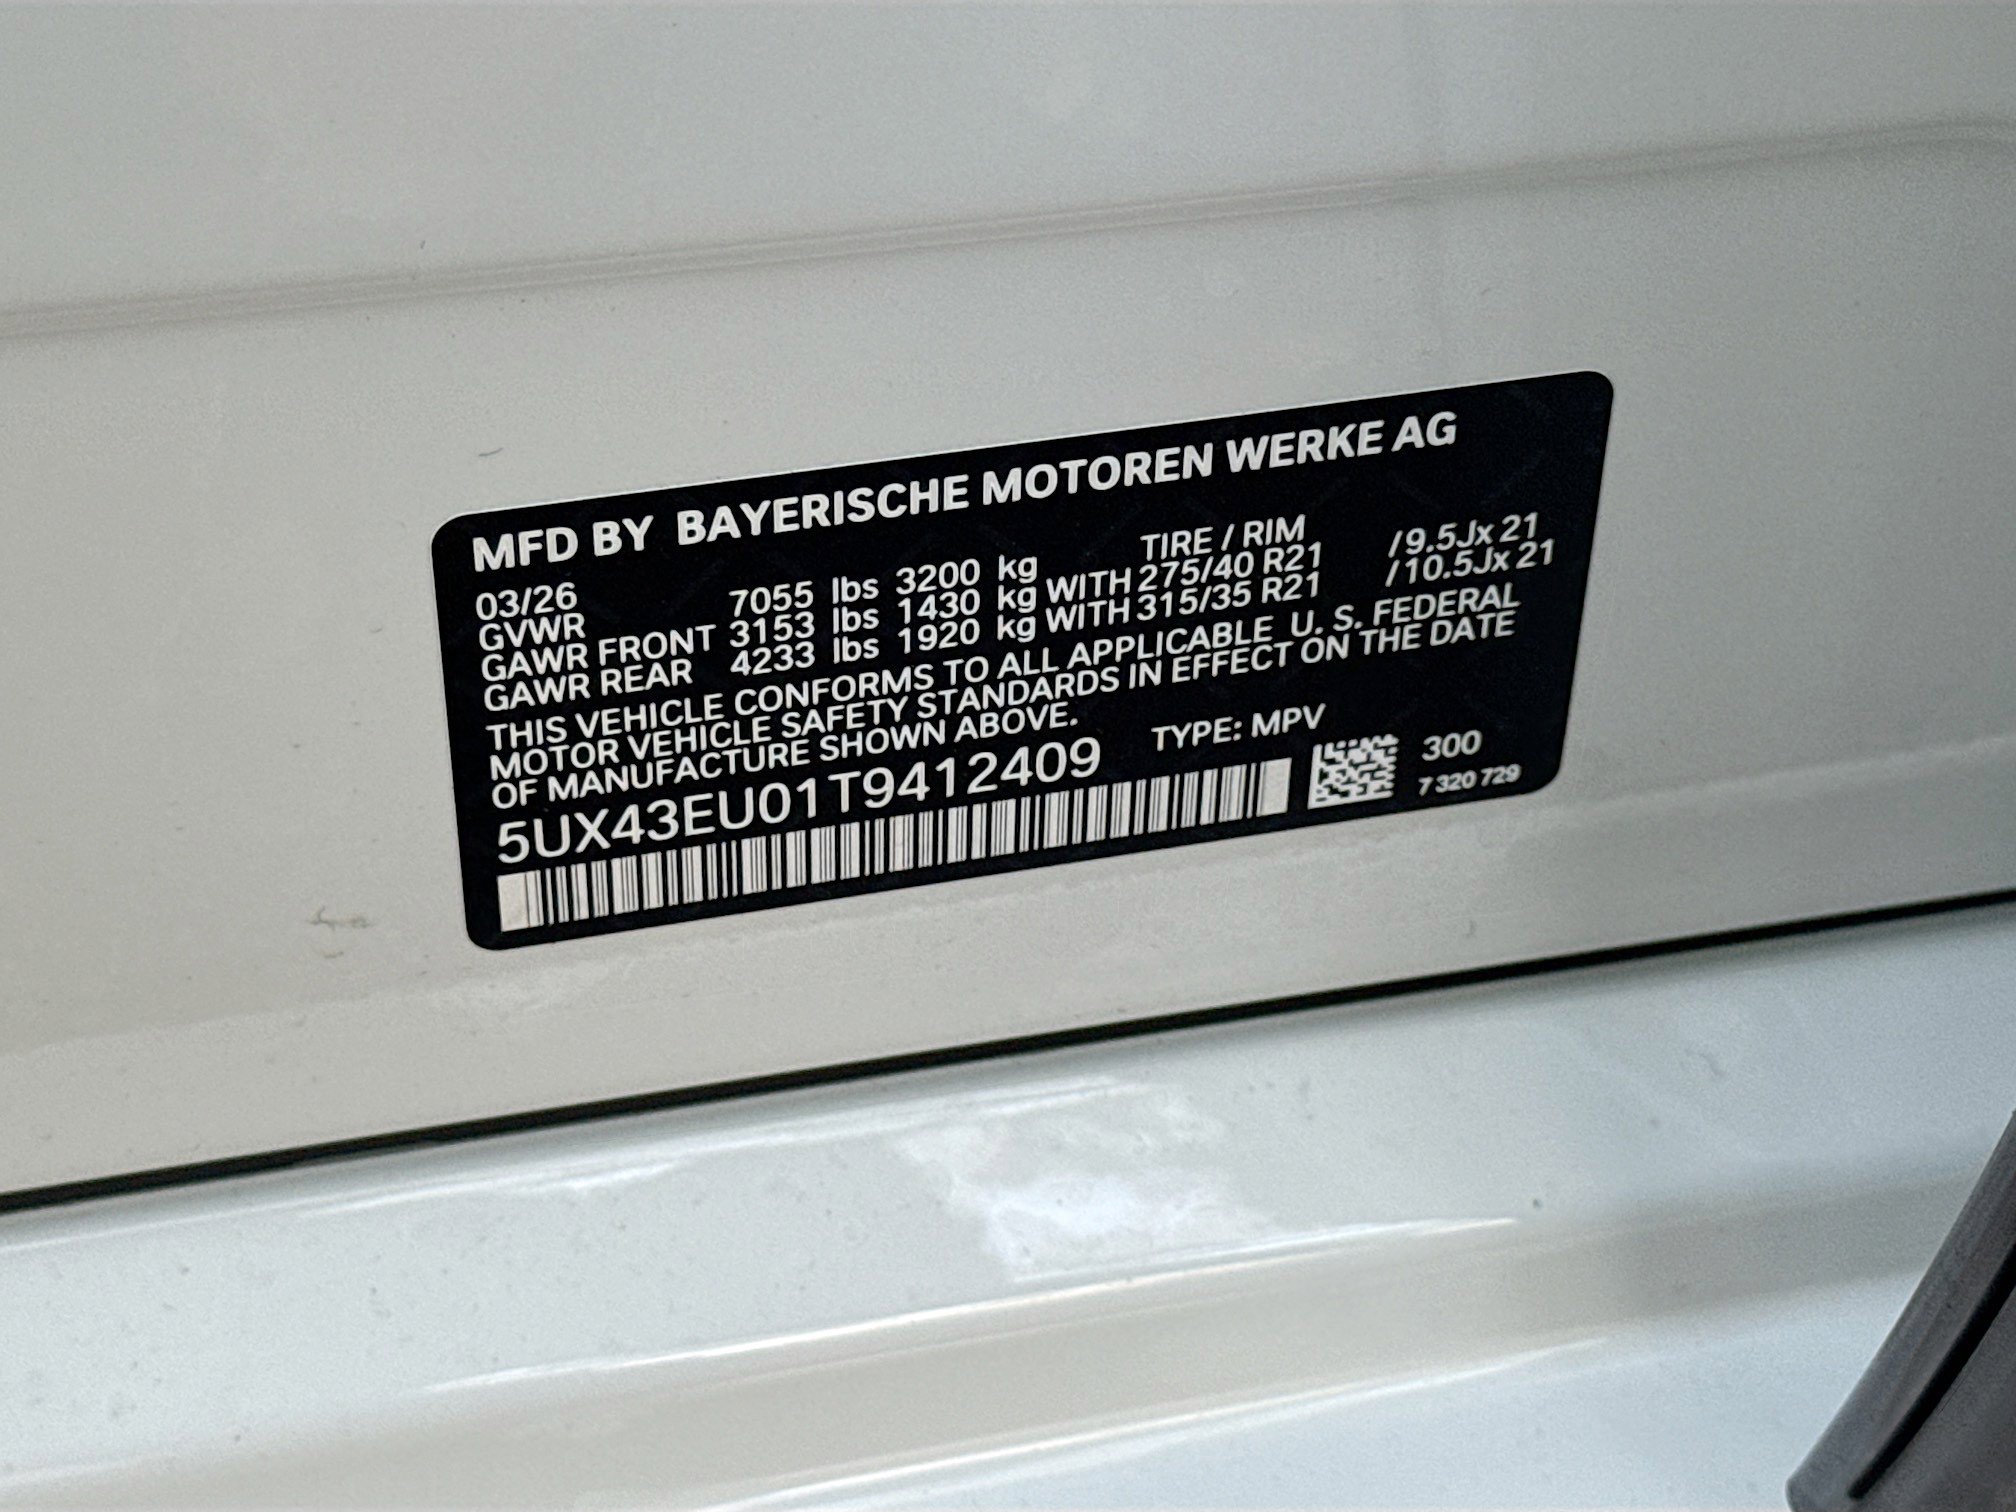 MFD BY BAYERISCHE MOTOREN WERKE AG
03/26 TIRE / RIM
GVWR 7055 lbs 3200 kg
GAWR FRONT 3153 lbs 1430 kg WITH 275/40 R21 /9.5Jx 21
GAWR REAR 4233 lbs 1920 kg WITH 315/35 R21 /10.5Jx 21
THIS VEHICLE CONFORMS TO ALL APPLICABLE U. S. FEDERAL
MOTOR VEHICLE SAFETY STANDARDS IN EFFECT ON THE DATE
OF MANUFACTURE SHOWN ABOVE.
5UX43EU01T9412409 TYPE: MPV
300
7 320 729